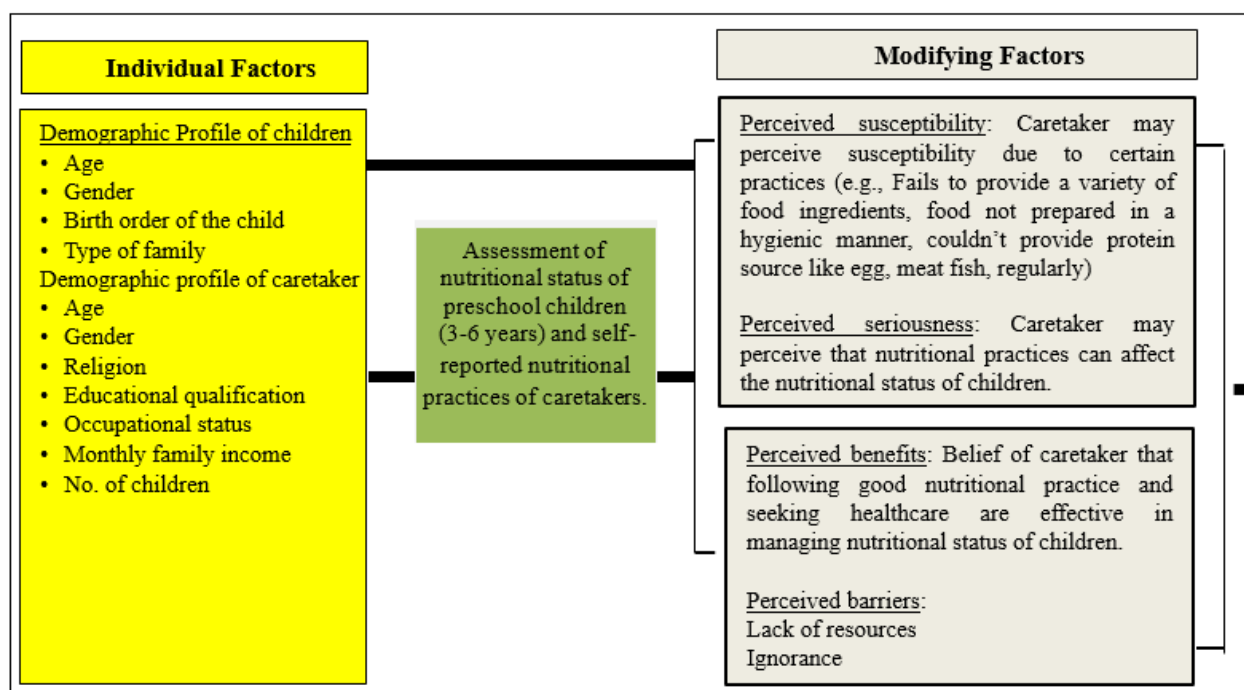 Individual Factors
Demographic Profile of children
• Age
• Gender
• Birth order of the child
• Type of family
Demographic profile of caretaker
• Age
• Gender
• Religion
• Educational qualification
• Occupational status
• Monthly family income
• No. of children
Assessment of
nutritional status of
preschool children
(3-6 years) and self-
reported nutritional
practices of caretakers.
Modifying Factors
Perceived susceptibility: Caretaker may
perceive susceptibility due to certain
practices (e.g., Fails to provide a variety of
food ingredients, food not prepared in a
hygienic manner, couldn’t provide protein
source like egg, meat fish, regularly)
Perceived seriousness: Caretaker may
perceive that nutritional practices can affect
the nutritional status of children.
Perceived benefits: Belief of caretaker that
following good nutritional practice and
seeking healthcare are effective in
managing nutritional status of children.
Perceived barriers:
Lack of resources
Ignorance